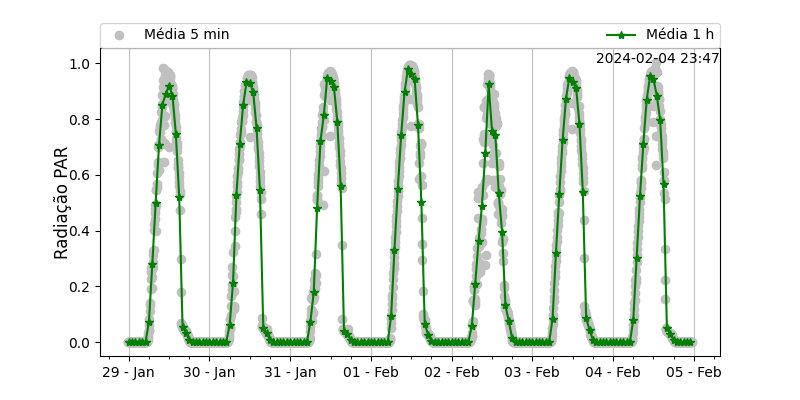 Média 5 min
Média 1 h
2024-02-04 23:47
Radiação PAR
1.0
0.8
0.6
0.4
0.2
0.0
29 - Jan
30 - Jan
31 - Jan
01 - Feb
02 - Feb
03 - Feb
04 - Feb
05 - Feb